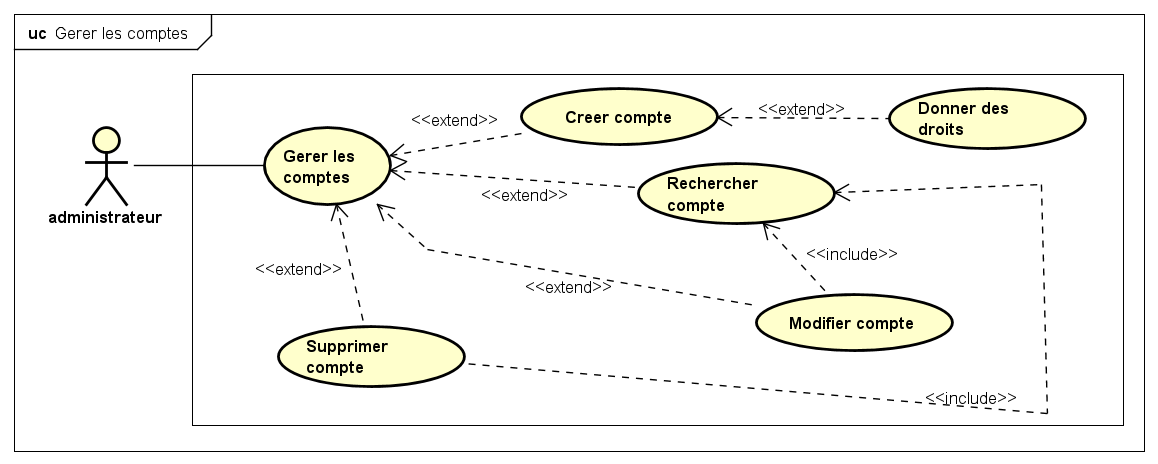 uc Gerer les comptes
<<extend>>
Creer compte
<<extend>>
Donner des
droits
Gerer les
comptes
administrateur
<<extend>>
Rechercher
compte
<<include>>
<<extend>>
<<extend>>
Modifier compte
Supprimer
compte
<<include>>